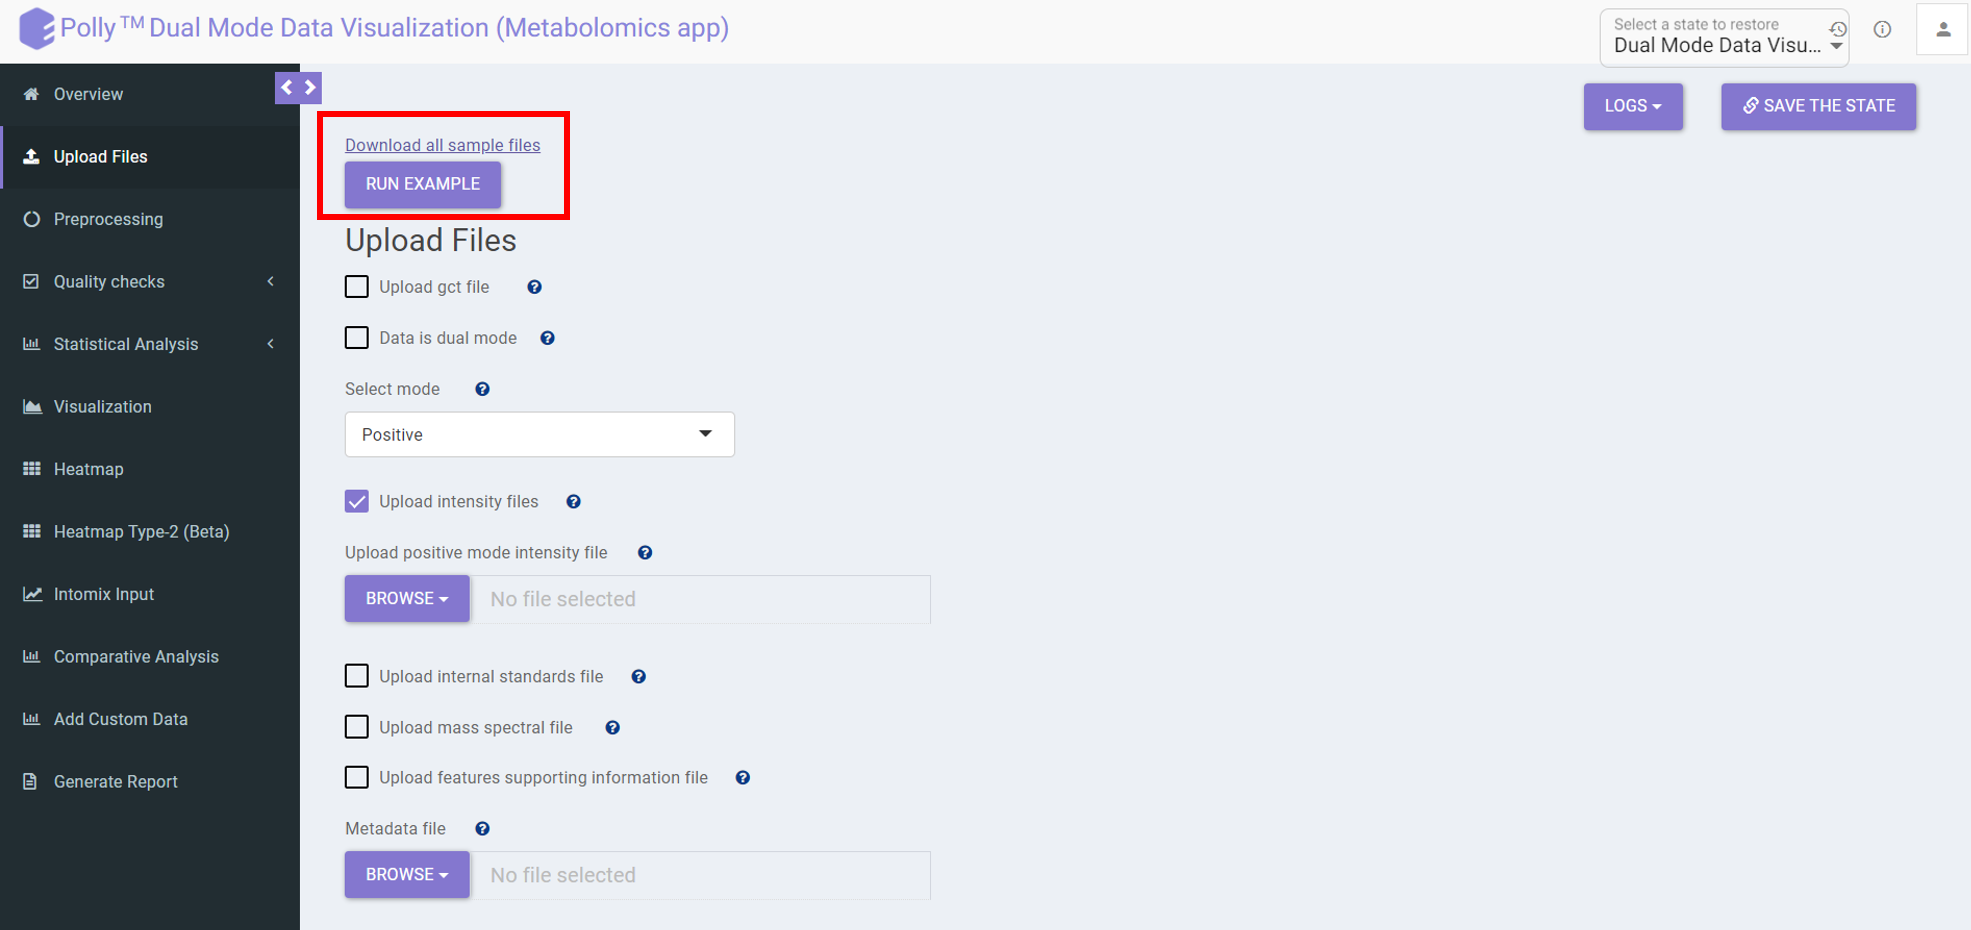 Polly™ Dual Mode Data Visualization (Metabolomics app)
Select a state to restore
Dual Mode Data Visu...
Overview
Upload Files
Preprocessing
Quality checks
Statistical Analysis
Visualization
Heatmap
Heatmap Type-2 (Beta)
Intomix Input
Comparative Analysis
Add Custom Data
Generate Report
LOGS
SAVE THE STATE
Download all sample files
RUN EXAMPLE
Upload Files
Upload gct file
Data is dual mode
Select mode
Positive
Upload intensity files
Upload positive mode intensity file
BROWSE No file selected
Upload internal standards file
Upload mass spectral file
Upload features supporting information file
Metadata file
BROWSE No file selected